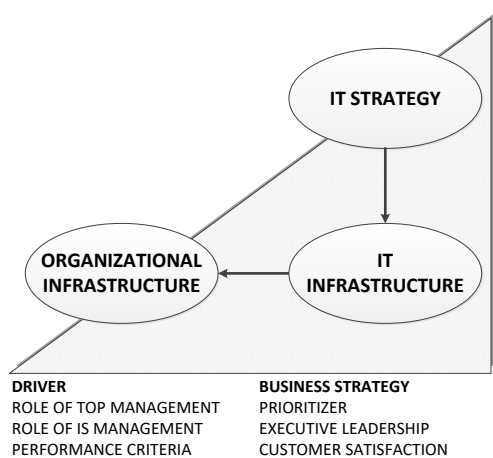 IT STRATEGY
ORGANIZATIONAL
INFRASTRUCTURE
IT
INFRASTRUCTURE
DRIVER BUSINESS STRATEGY
ROLE OF TOP MANAGEMENT PRIORITIZER
ROLE OF IS MANAGEMENT EXECUTIVE LEADERSHIP
PERFORMANCE CRITERIA CUSTOMER SATISFACTION